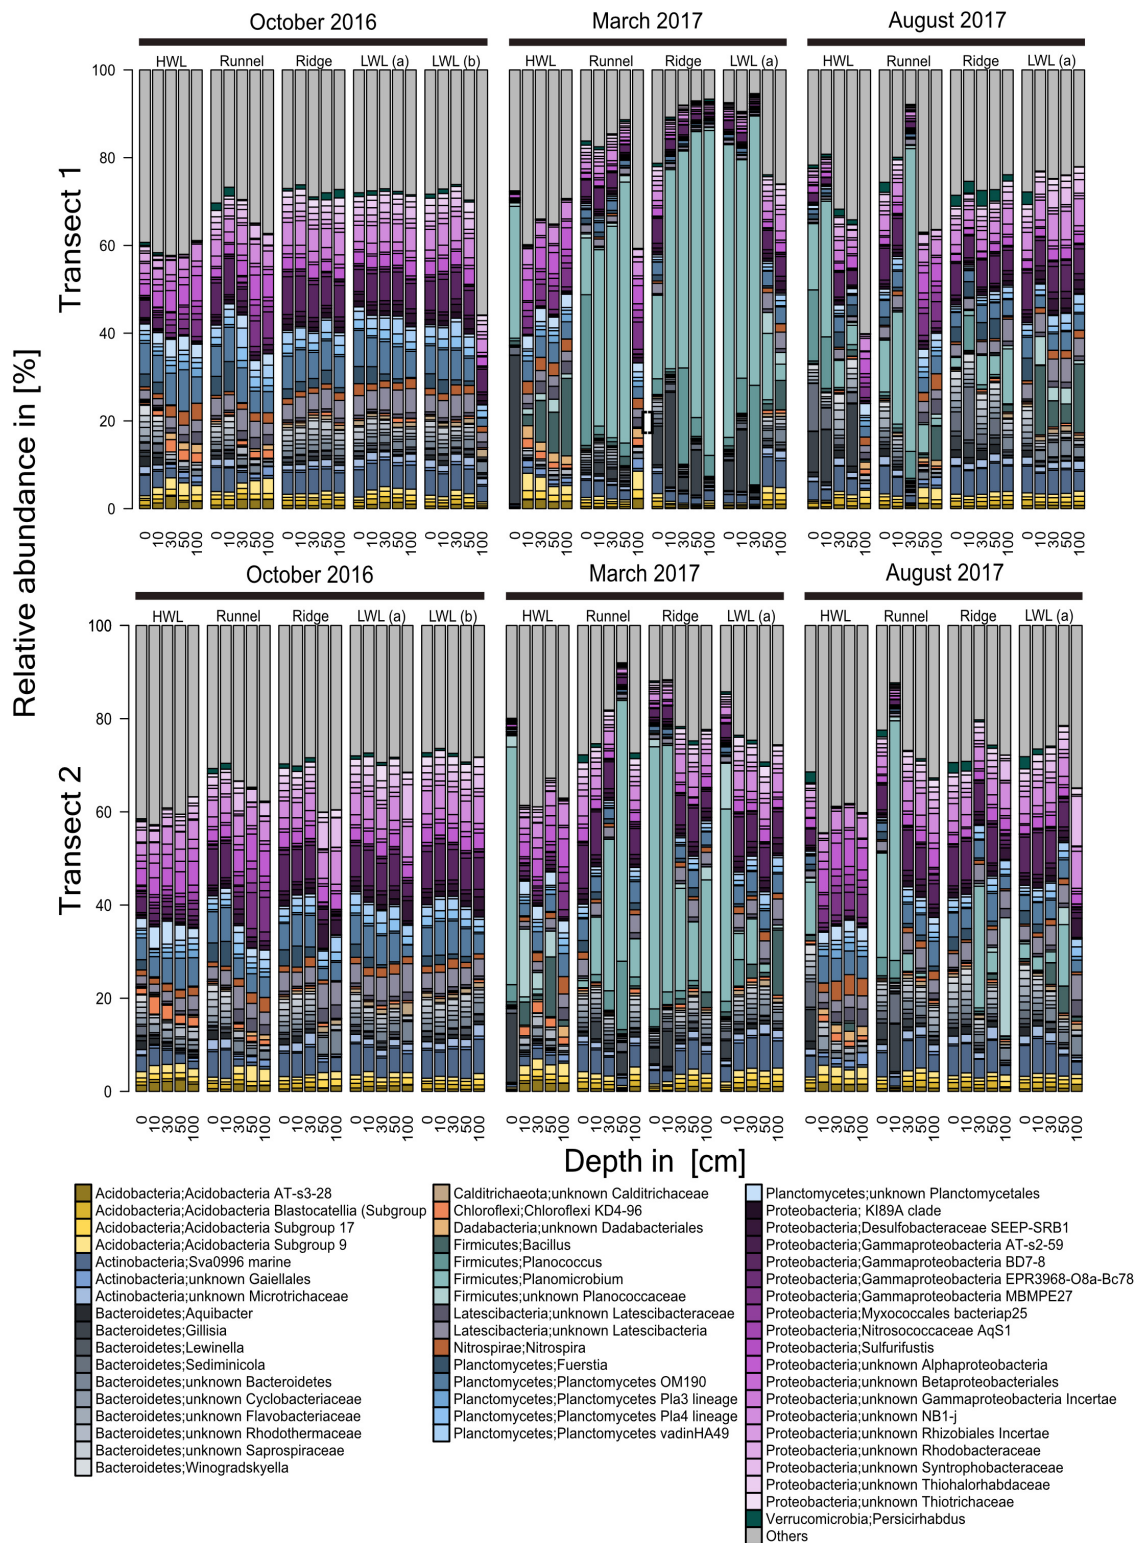 October 2016 March 2017 August 2017
HWL Runnel Ridge LWL (a) LWL (b) HWL Runnel Ridge LWL (a) HWL Runnel Ridge LWL (a)
100
80
60
40
20
0
Transect 1
0 10 30 50 100 0 10 30 50 100 0 10 30 50 100 0 10 30 50 100 0 10 30 50 100 0 10 30 50 100 0 10 30 50 100 0 10 30 50 100 0 10 30 50 100 0 10 30 50 100 0 10 30 50 100 0 10 30 50 100 0 10 30 50 100
Relative abundance in [%]
October 2016 March 2017 August 2017
HWL Runnel Ridge LWL (a) LWL (b) HWL Runnel Ridge LWL (a) HWL Runnel Ridge LWL (a)
100
80
60
40
20
0
Transect 2
0 10 30 50 100 0 10 30 50 100 0 10 30 50 100 0 10 30 50 100 0 10 30 50 100 0 10 30 50 100 0 10 30 50 100 0 10 30 50 100 0 10 30 50 100 0 10 30 50 100 0 10 30 50 100 0 10 30 50 100 0 10 30 50 100
Depth in [cm]
Acidobacteria;Acidobacteria AT-s3-28
Acidobacteria;Acidobacteria Blastocatellia (Subgroup
Acidobacteria;Acidobacteria Subgroup 17
Acidobacteria;Acidobacteria Subgroup 9
Actinobacteria;Sva0996 marine
Actinobacteria;unknown Gaiellales
Actinobacteria;unknown Microtrichaceae
Bacteroidetes;Aquibacter
Bacteroidetes;Gillisia
Bacteroidetes;Lewinella
Bacteroidetes;Sediminicola
Bacteroidetes;unknown Bacteroidetes
Bacteroidetes;unknown Cyclobacteriaceae
Bacteroidetes;unknown Flavobacteriaceae
Bacteroidetes;unknown Rhodothermaceae
Bacteroidetes;unknown Saprospiraceae
Bacteroidetes;Winogradskyella
Calditrichaeota;unknown Calditrichaceae
Chloroflexi;Chloroflexi KD4-96
Dadabacteria;unknown Dadabacteriales
Firmicutes;Bacillus
Firmicutes;Planococcus
Firmicutes;Planomicrobium
Firmicutes;unknown Planococcaceae
Latescibacteria;unknown Latescibacteraceae
Latescibacteria;unknown Latescibacteria
Nitrospirae;Nitrospira
Planctomycetes;Fuerstia
Planctomycetes;Planctomycetes OM190
Planctomycetes;Planctomycetes Pla3 lineage
Planctomycetes;Planctomycetes Pla4 lineage
Planctomycetes;Planctomycetes vadinHA49
Planctomycetes;unknown Planctomycetales
Proteobacteria; KI89A clade
Proteobacteria;Desulfobacteraceae SEEP-SRB1
Proteobacteria;Gammaproteobacteria AT-s2-59
Proteobacteria;Gammaproteobacteria BD7-8
Proteobacteria;Gammaproteobacteria EPR3968-O8a-Bc78
Proteobacteria;Gammaproteobacteria MBMPE27
Proteobacteria;Myxococcales bacteriap25
Proteobacteria;Nitrosococcaceae AqS1
Proteobacteria;Sulfurifustis
Proteobacteria;unknown Alphaproteobacteria
Proteobacteria;unknown Betaproteobacteriales
Proteobacteria;unknown Gammaproteobacteria Incertae
Proteobacteria;unknown NB1-j
Proteobacteria;unknown Rhizobiales Incertae
Proteobacteria;unknown Rhodobacteraceae
Proteobacteria;unknown Syntrophobacteraceae
Proteobacteria;unknown Thiohalorhabdaceae
Proteobacteria;unknown Thiotrichaceae
Verrucomicrobia;Persicirhabdus
Others